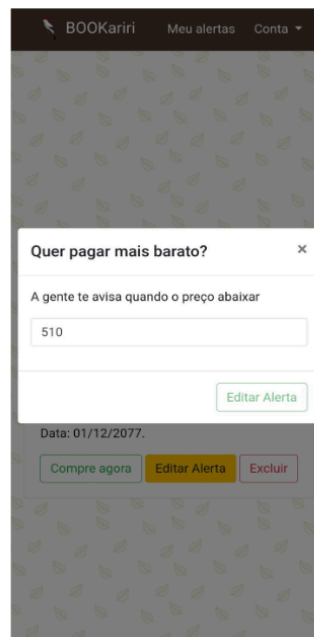 BOOKariri Meu alertas Conta
Quer pagar mais barato? ×
A gente te avisa quando o preço abaixar
510
Editar Alerta
Data: 01/12/2077.
Compre agora Editar Alerta Excluir